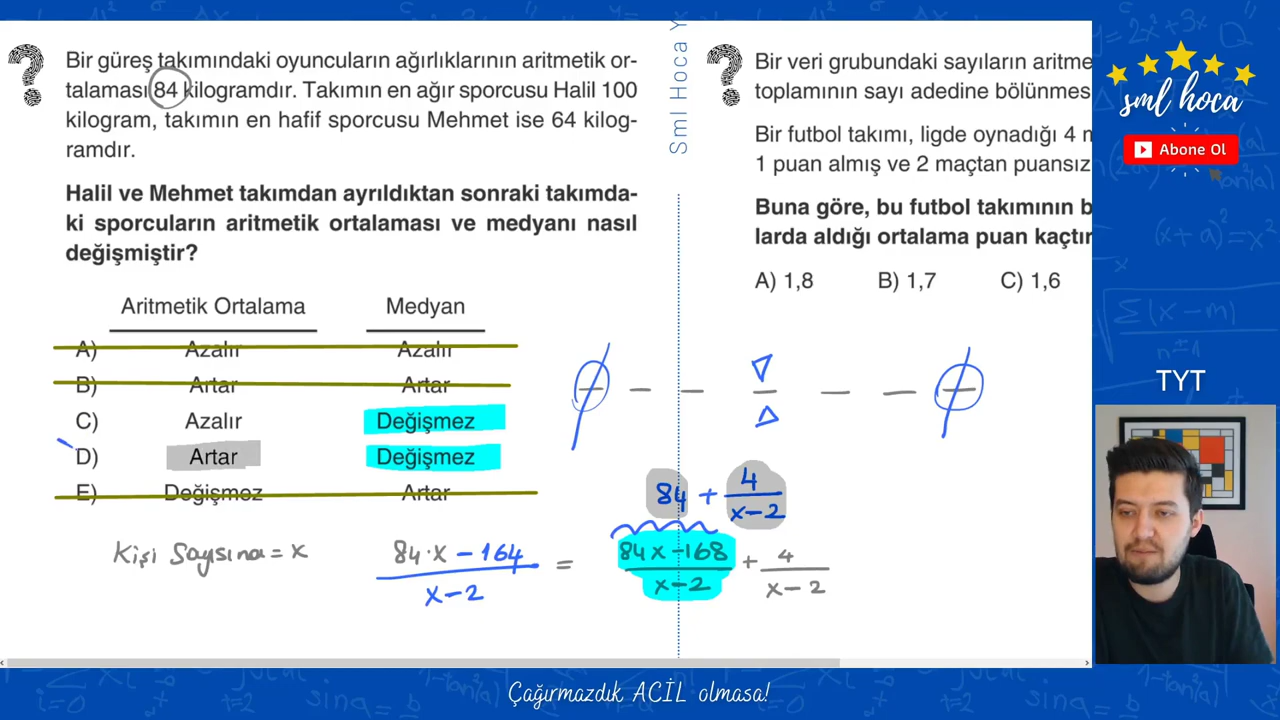 Bir güreş takımındaki oyuncuların ağırlıklarının aritmetik or-
talaması 84 kilogramdır. Takımın en ağır sporcusu Halil 100
kilogram, takımın en hafif sporcusu Mehmet ise 64 kilog-
ramdır.
Halil ve Mehmet takımdan ayrıldıktan sonraki takımda-
ki sporcuların aritmetik ortalaması ve medyanı nasıl
değişmiştir?
Aritmetik Ortalama Medyan
A) Azalır Azalır
B) Artar Artar
C) Azalır Değişmez
D) Artar Değişmez
E) Değişmez Artar
Kişi Sayısına = x
84·x - 164 / x - 2 = 84x - 168 / x - 2 + 4 / x - 2
84 + 4 / x - 2
Sml Hoca Y
Bir veri grubundaki sayıların aritme
toplamının sayı adedine bölünmes
Bir futbol takımı, ligde oynadığı 4 m
1 puan almış ve 2 maçtan puansız
Buna göre, bu futbol takımının b
larda aldığı ortalama puan kaçtır
A) 1,8 B) 1,7 C) 1,6
sml hoca
Abone Ol
TYT
Çağırmazdık ACİL olmasa!